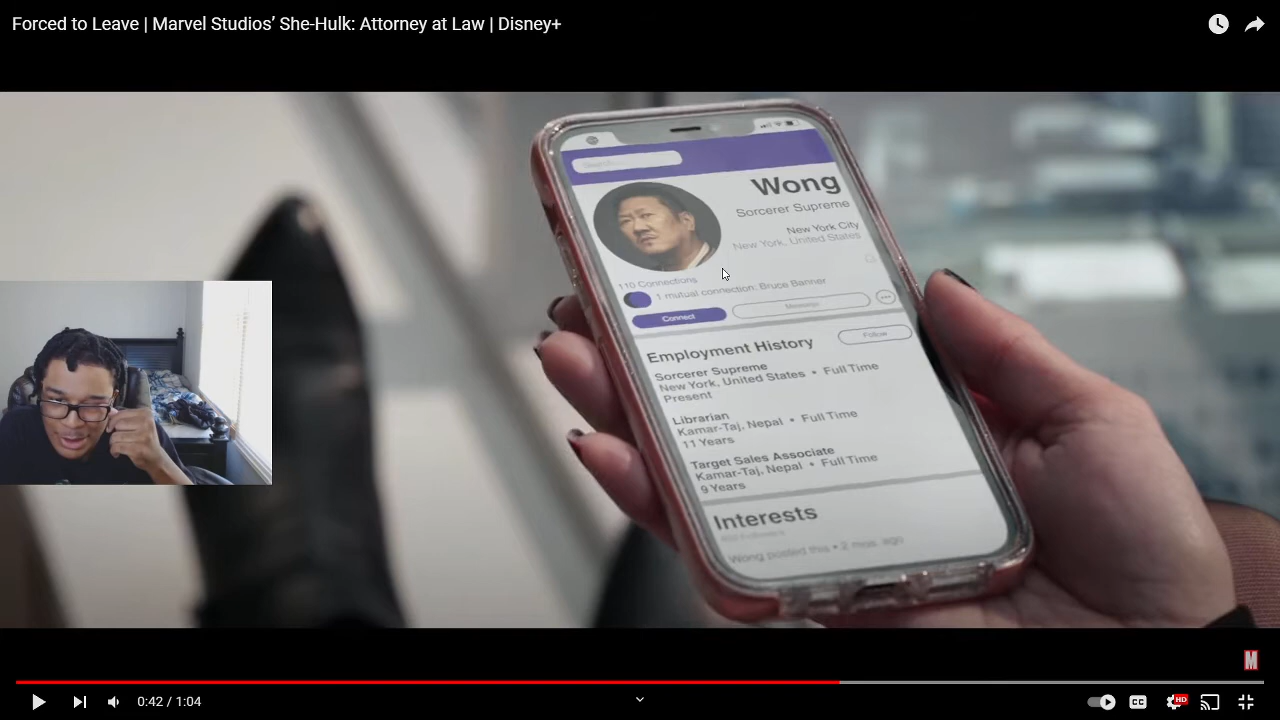 Forced to Leave | Marvel Studios’ She-Hulk: Attorney at Law | Disney+
Search...
Wong
Sorcerer Supreme
New York City
New York, United States
110 Connections
1 mutual connection: Bruce Banner
Connect
Message
Employment History
Follow
Sorcerer Supreme
New York, United States • Full Time
Present
Librarian
Kamar-Taj, Nepal • Full Time
11 Years
Target Sales Associate
Kamar-Taj, Nepal • Full Time
9 Years
Interests
Wong posted this • 2 mos. ago
M
0:42 / 1:04
CC
HD